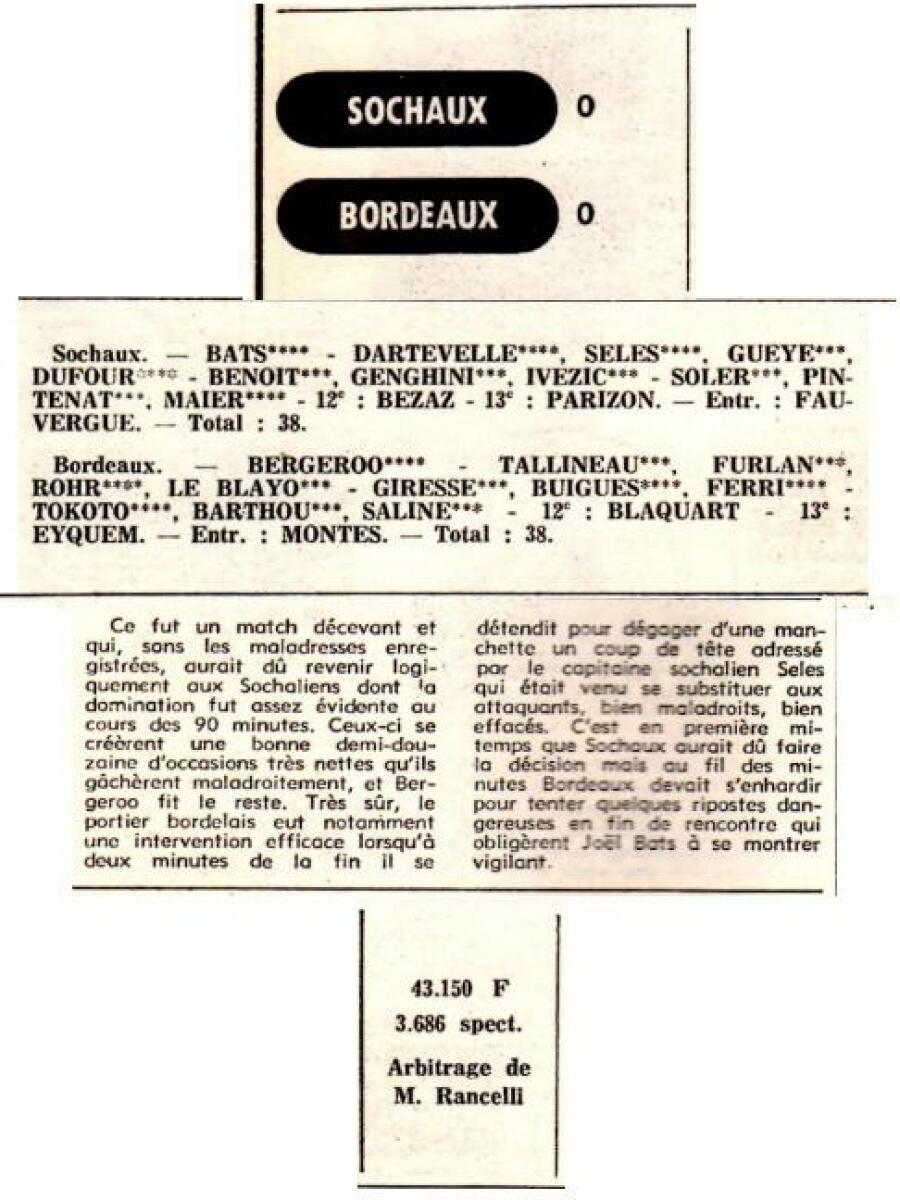 SOCHAUX 0
BORDEAUX 0
Sochaux. — BATS**** - DARTEVELLE****, SELES****, GUEYE***,
DUFOUR**** - BENOIT***, GENGHINI***, IVEZIC*** - SOLER***, PIN-
TENAT***, MAIER**** - 12e : BEZAZ - 13e : PARIZON. — Entr. : FAU-
VERGUE. — Total : 38.
Bordeaux. — BERGEROO**** - TALLINEAU***, FURLAN***,
ROHR****, LE BLAYO*** - GIRESSE***, BUIGUES****, FERRI**** -
TOKOTO****, BARTHOU***, SALINE*** - 12e : BLAQUART - 13e :
EYQUEM. — Entr. : MONTES. — Total : 38.
Ce fut un match décevant et
qui, sans les maladresses enre-
gistrées, aurait dû revenir logi-
quement aux Sochaliens dont la
domination fut assez évidente au
cours des 90 minutes. Ceux-ci se
créèrent une bonne demi-dou-
zaine d'occasions très nettes qu'ils
gâchèrent maladroitement, et Ber-
geroo fit le reste. Très sûr, le
portier bordelais eut notamment
une intervention efficace lorsqu'à
deux minutes de la fin il se
détendit pour dégager d'une man-
chette un coup de tête adressé
par le capitaine sochalien Seles
qui était venu se substituer aux
attaquants, bien maladroits, bien
effacés. C'est en première mi-
temps que Sochaux aurait dû faire
la décision mais au fil des mi-
nutes Bordeaux devait s'enhardir
pour tenter quelques ripostes dan-
gereuses en fin de rencontre qui
obligèrent Joël Bats à se montrer
vigilant.
43.150 F
3.686 spect.
Arbitrage de
M. Rancelli